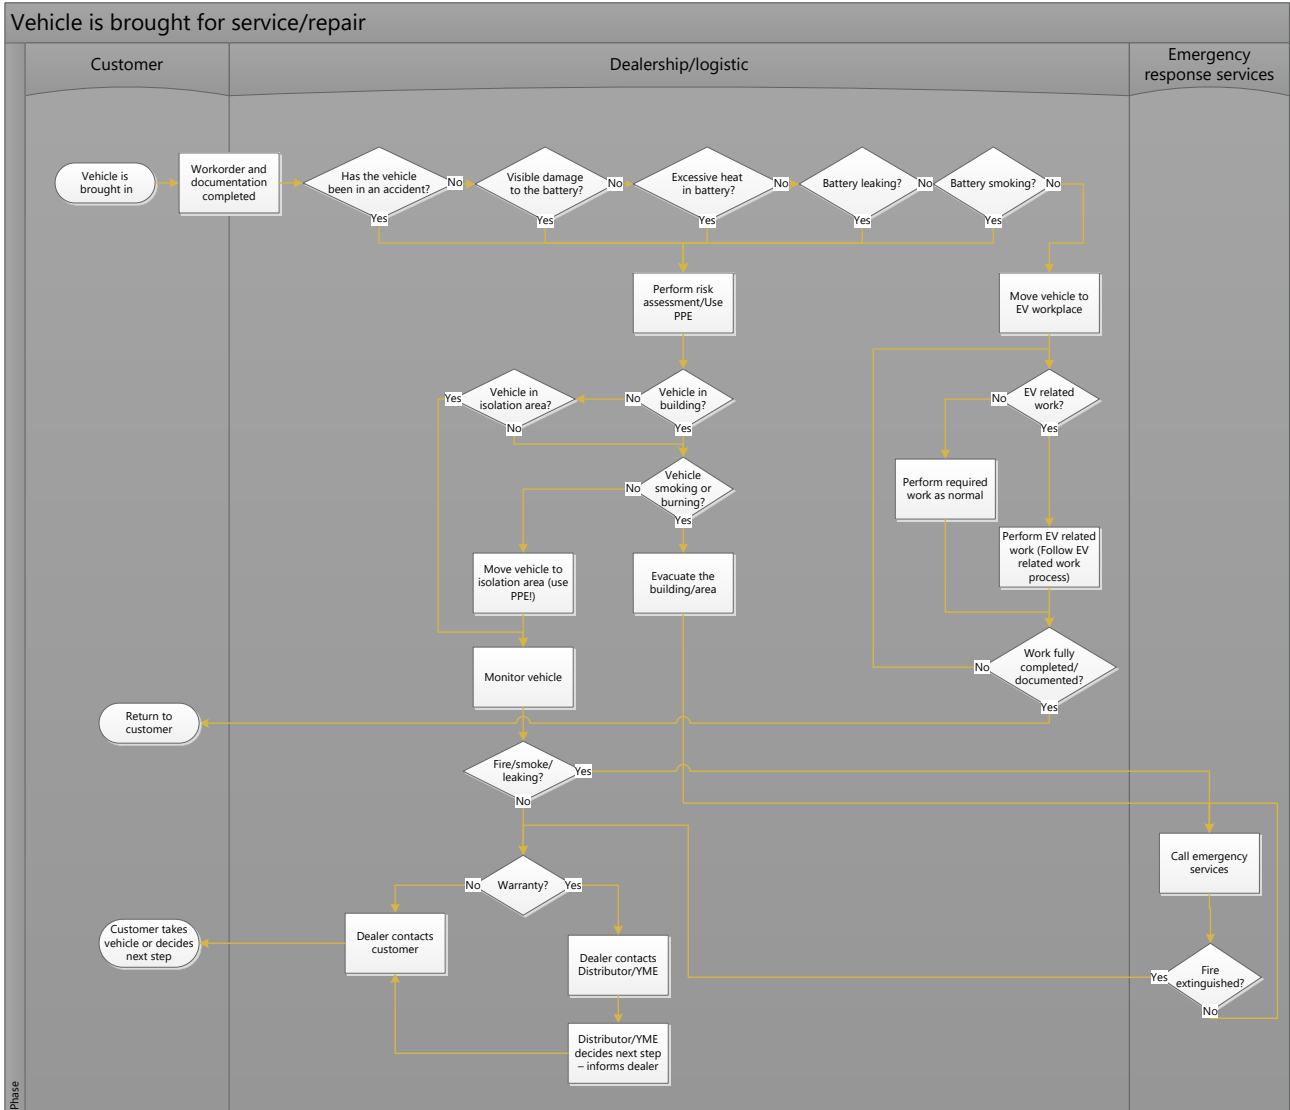 Vehicle is brought for service/repair
Customer
Dealership/logistic
Emergency
response services
Vehicle is
brought in
Workorder and
documentation
completed
Has the vehicle
been in an accident?
No
Yes
Visible damage
to the battery?
No
Yes
Excessive heat
in battery?
No
Yes
Battery leaking?
No
Yes
Battery smoking?
No
Yes
Perform risk
assessment/Use
PPE
Move vehicle to
EV workplace
Yes
Vehicle in
isolation area?
No
No
Vehicle in
building?
Yes
No
EV related
work?
Yes
No
Vehicle
smoking or
burning?
Yes
Perform required
work as normal
Perform EV related
work (Follow EV
related work
process)
Move vehicle to
isolation area (use
PPE!)
Evacuate the
building/area
Monitor vehicle
No
Work fully
completed/
documented?
Yes
Return to
customer
Fire/smoke/
leaking?
Yes
No
Call emergency
services
No
Warranty?
Yes
Customer takes
vehicle or decides
next step
Dealer contacts
customer
Dealer contacts
Distributor/YME
Yes
Fire
extinguished?
No
Distributor/YME
decides next step
– informs dealer
Phase